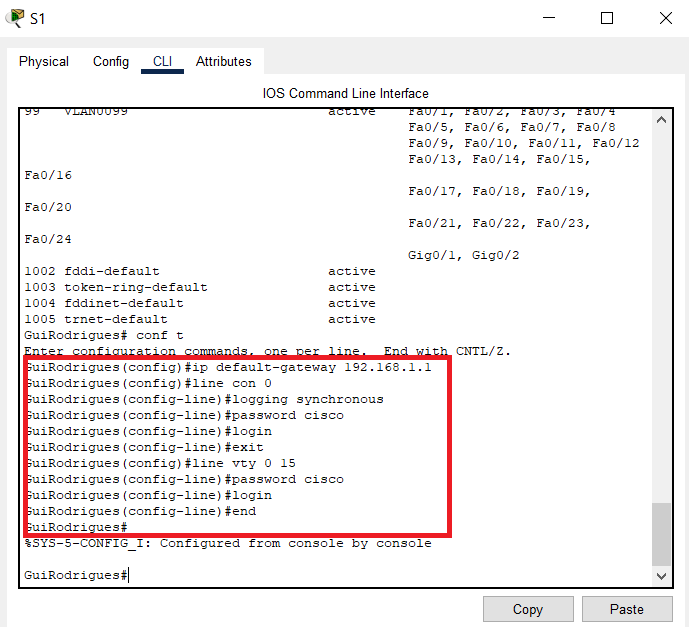 S1
Physical Config CLI Attributes
IOS Command Line Interface
99 VLAN0099 active Fa0/1, Fa0/2, Fa0/3, Fa0/4
Fa0/5, Fa0/6, Fa0/7, Fa0/8
Fa0/9, Fa0/10, Fa0/11, Fa0/12
Fa0/13, Fa0/14, Fa0/15,
Fa0/16
Fa0/17, Fa0/18, Fa0/19,
Fa0/20
Fa0/21, Fa0/22, Fa0/23,
Fa0/24
Gig0/1, Gig0/2
1002 fddi-default active
1003 token-ring-default active
1004 fddinet-default active
1005 trnet-default active
GuiRodrigues# conf t
Enter configuration commands, one per line. End with CNTL/Z.
GuiRodrigues(config)#ip default-gateway 192.168.1.1
GuiRodrigues(config)#line con 0
GuiRodrigues(config-line)#logging synchronous
GuiRodrigues(config-line)#password cisco
GuiRodrigues(config-line)#login
GuiRodrigues(config-line)#exit
GuiRodrigues(config)#line vty 0 15
GuiRodrigues(config-line)#password cisco
GuiRodrigues(config-line)#login
GuiRodrigues(config-line)#end
GuiRodrigues#
%SYS-5-CONFIG_I: Configured from console by console
GuiRodrigues#
Copy Paste